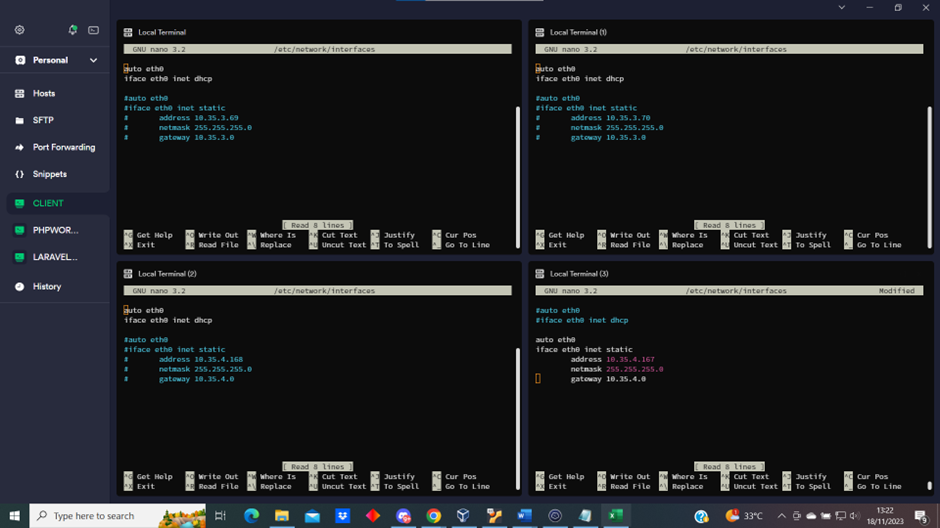 Personal
Hosts
SFTP
Port Forwarding
{} Snippets
CLIENT
PHPWOR...
LARAVEL...
History
Local Terminal
GNU nano 3.2 /etc/network/interfaces
auto eth0
iface eth0 inet dhcp
#auto eth0
#iface eth0 inet static
# address 10.35.3.69
# netmask 255.255.255.0
# gateway 10.35.3.0
[ Read 8 lines ]
^G Get Help ^O Write Out ^W Where Is ^K Cut Text ^J Justify ^C Cur Pos
^X Exit ^R Read File ^\ Replace ^U Uncut Text ^T To Spell ^_ Go To Line
Local Terminal (1)
GNU nano 3.2 /etc/network/interfaces
auto eth0
iface eth0 inet dhcp
#auto eth0
#iface eth0 inet static
# address 10.35.3.70
# netmask 255.255.255.0
# gateway 10.35.3.0
[ Read 8 lines ]
^G Get Help ^O Write Out ^W Where Is ^K Cut Text ^J Justify ^C Cur Pos
^X Exit ^R Read File ^\ Replace ^U Uncut Text ^T To Spell ^_ Go To Line
Local Terminal (2)
GNU nano 3.2 /etc/network/interfaces
auto eth0
iface eth0 inet dhcp
#auto eth0
#iface eth0 inet static
# address 10.35.4.168
# netmask 255.255.255.0
# gateway 10.35.4.0
[ Read 8 lines ]
^G Get Help ^O Write Out ^W Where Is ^K Cut Text ^J Justify ^C Cur Pos
^X Exit ^R Read File ^\ Replace ^U Uncut Text ^T To Spell ^_ Go To Line
Local Terminal (3)
GNU nano 3.2 /etc/network/interfaces Modified
#auto eth0
#iface eth0 inet dhcp
auto eth0
iface eth0 inet static
address 10.35.4.167
netmask 255.255.255.0
gateway 10.35.4.0
[ Read 8 lines ]
^G Get Help ^O Write Out ^W Where Is ^K Cut Text ^J Justify ^C Cur Pos
^X Exit ^R Read File ^\ Replace ^U Uncut Text ^T To Spell ^_ Go To Line
Type here to search
33°C
13:22
18/11/2023
9